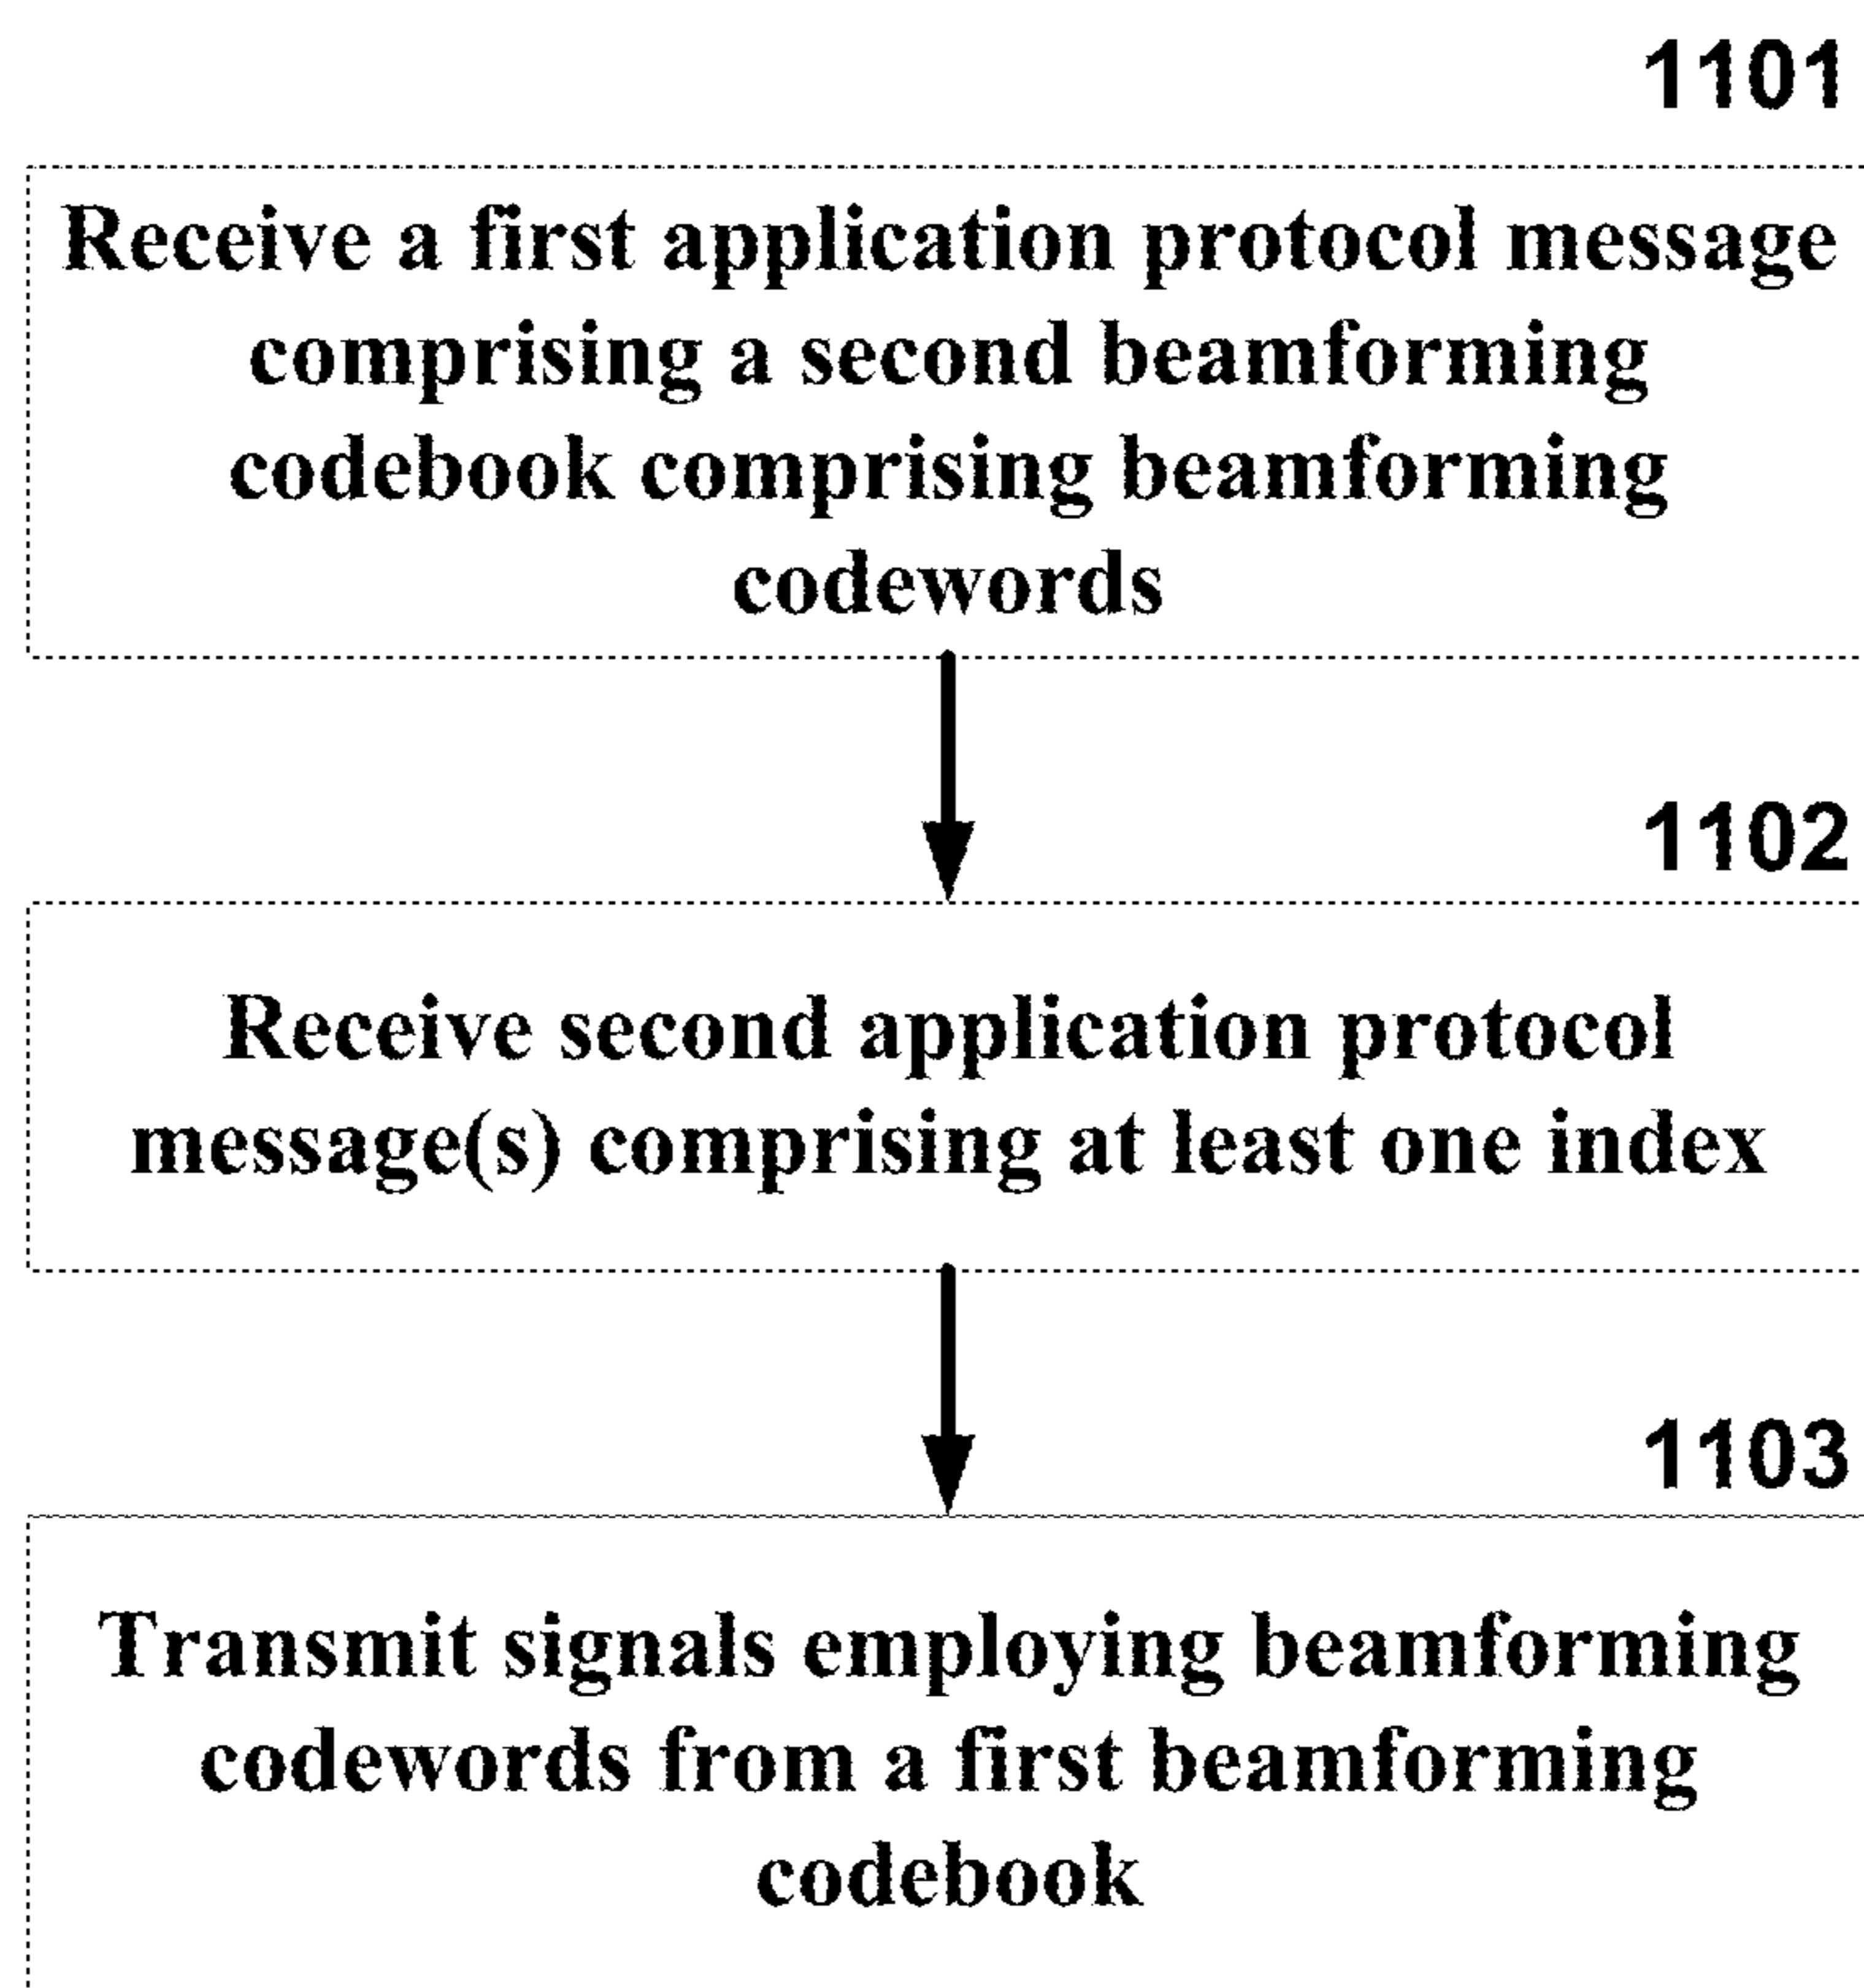 1101
Receive a first application protocol message
comprising a second beamforming
codebook comprising beamforming
codewords
1102
Receive second application protocol
message(s) comprising at least one index
1103
Transmit signals employing beamforming
codewords from a first beamforming
codebook